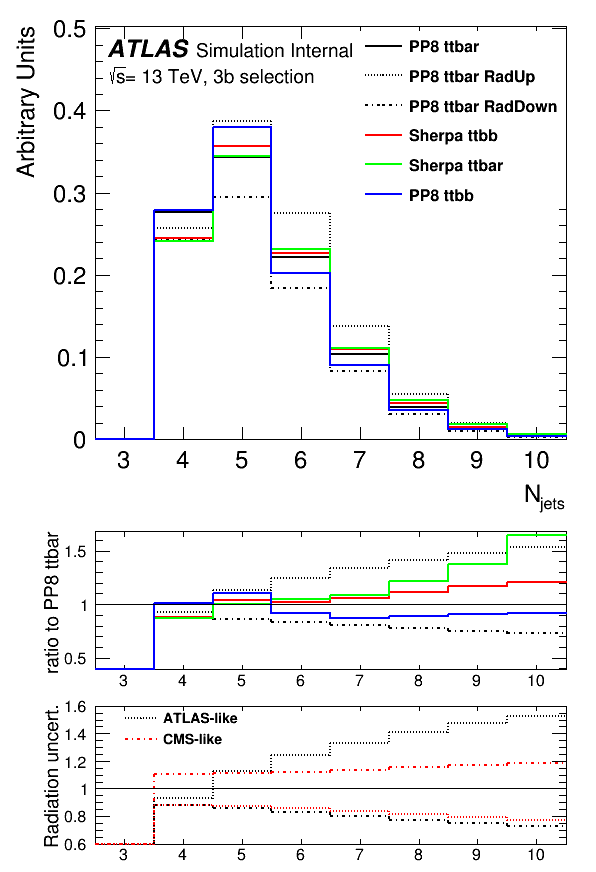 0.5
ATLAS Simulation Internal
√s= 13 TeV, 3b selection
PP8 ttbar
PP8 ttbar RadUp
PP8 ttbar RadDown
Sherpa ttbb
Sherpa ttbar
PP8 ttbb
Arbitrary Units
0.4
0.3
0.2
0.1
0
3 4 5 6 7 8 9 10
N_jets
ratio to PP8 ttbar
1.5
1
0.5
3 4 5 6 7 8 9 10
Radiation uncert.
1.6
1.4
1.2
1
0.8
0.6
ATLAS-like
CMS-like
3 4 5 6 7 8 9 10